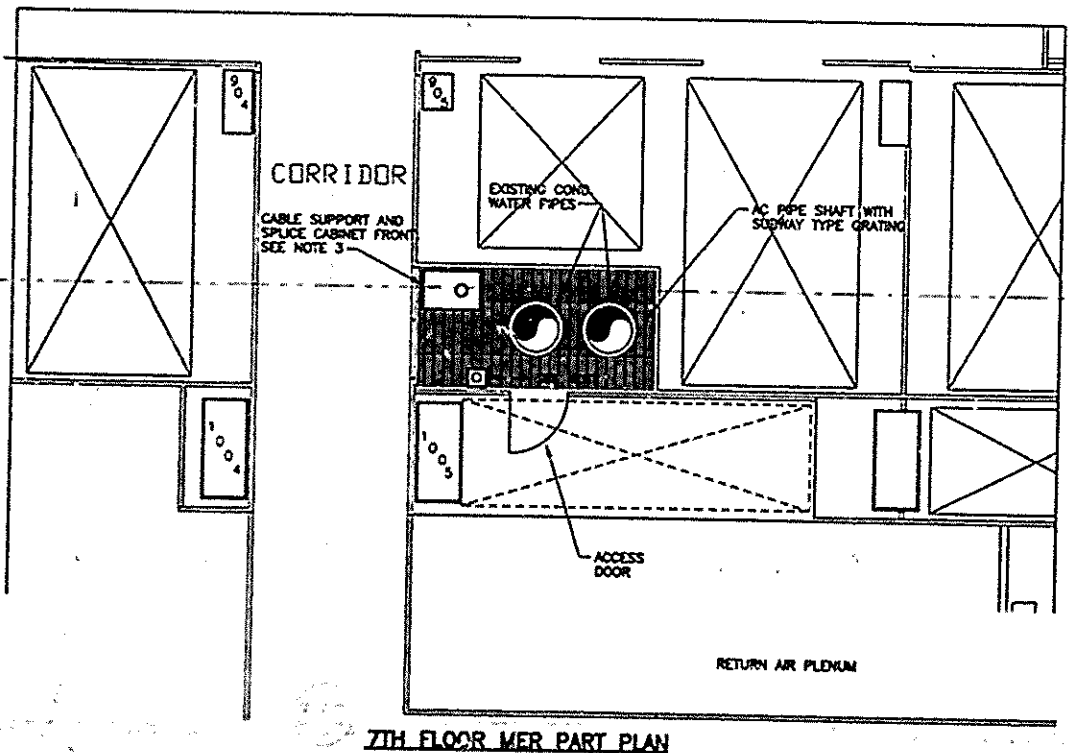 904
905
CORRIDOR
CABLE SUPPORT AND
SPLICE CABINET FRONT
SEE NOTE 3
EXISTING COND.
WATER PIPES
AC PIPE SHAFT WITH
SUBWAY TYPE GRATING
1004
1005
ACCESS
DOOR
RETURN AIR PLENUM
7TH FLOOR MER PART PLAN